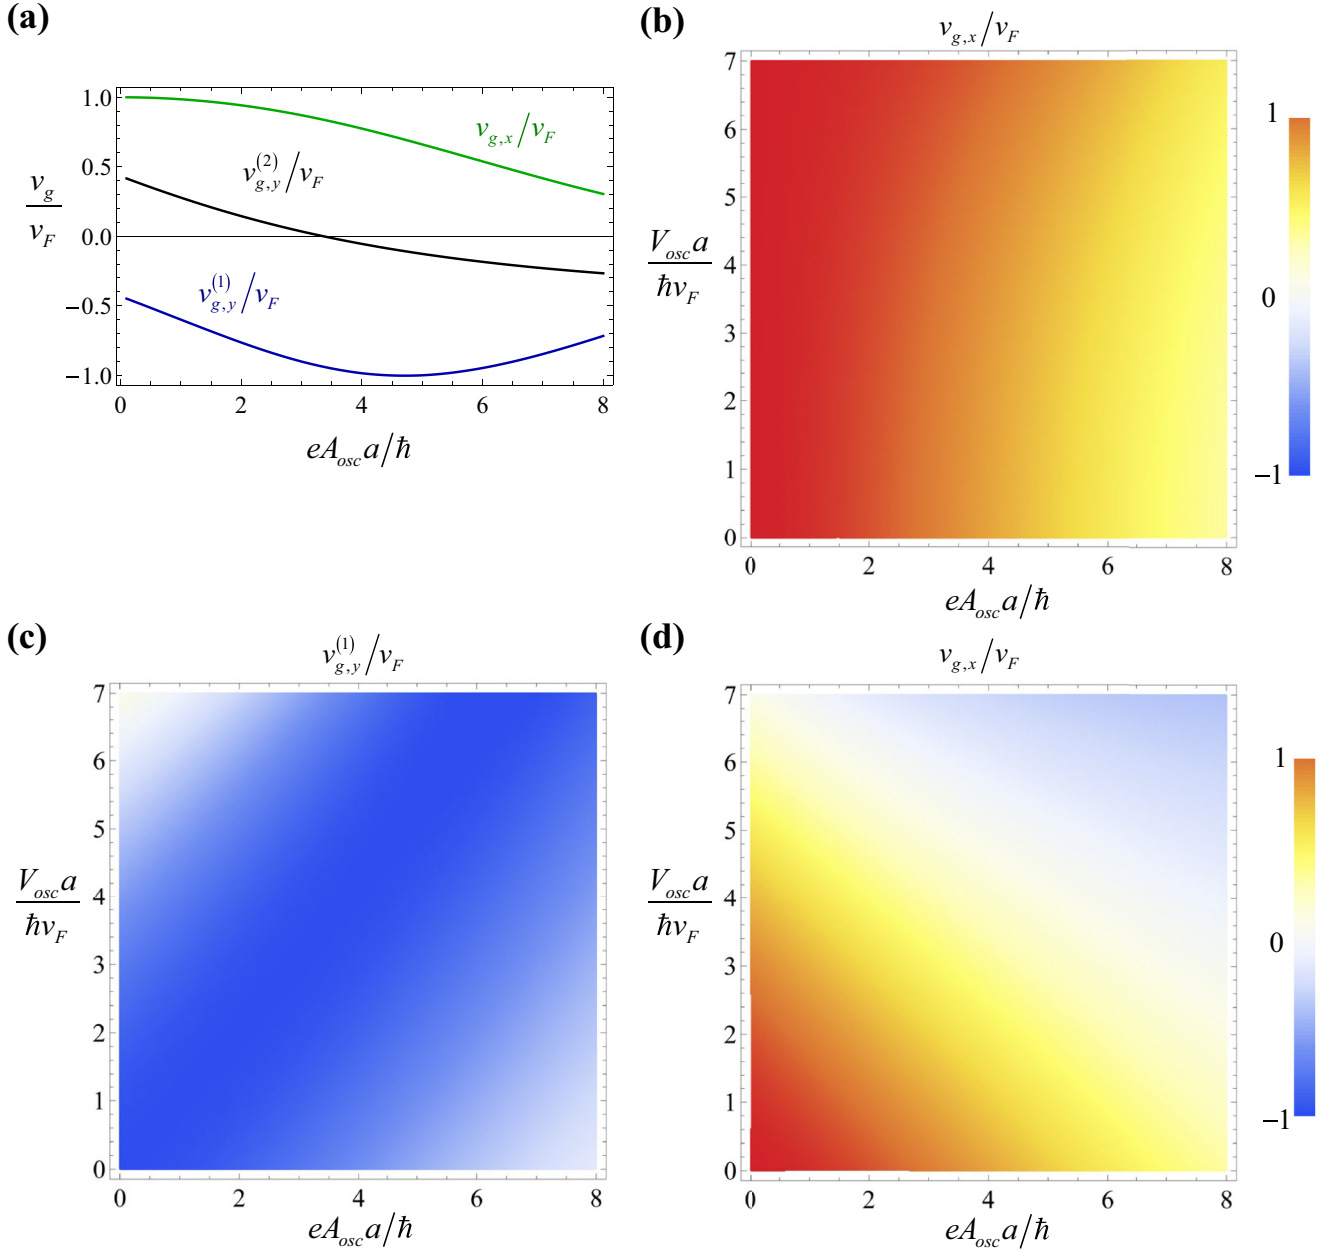 (a)
v_g / v_F
1.0
0.5
0.0
−0.5
−1.0
v_{g,x}/v_F
v_{g,y}^{(2)}/v_F
v_{g,y}^{(1)}/v_F
0 2 4 6 8
eA_{osc}a/ħ
(b)
v_{g,x}/v_F
V_{osc}a / ħv_F
7
6
5
4
3
2
1
0
0 2 4 6 8
eA_{osc}a/ħ
1
0
−1
(c)
v_{g,y}^{(1)}/v_F
V_{osc}a / ħv_F
7
6
5
4
3
2
1
0
0 2 4 6 8
eA_{osc}a/ħ
(d)
v_{g,x}/v_F
V_{osc}a / ħv_F
7
6
5
4
3
2
1
0
0 2 4 6 8
eA_{osc}a/ħ
1
0
−1